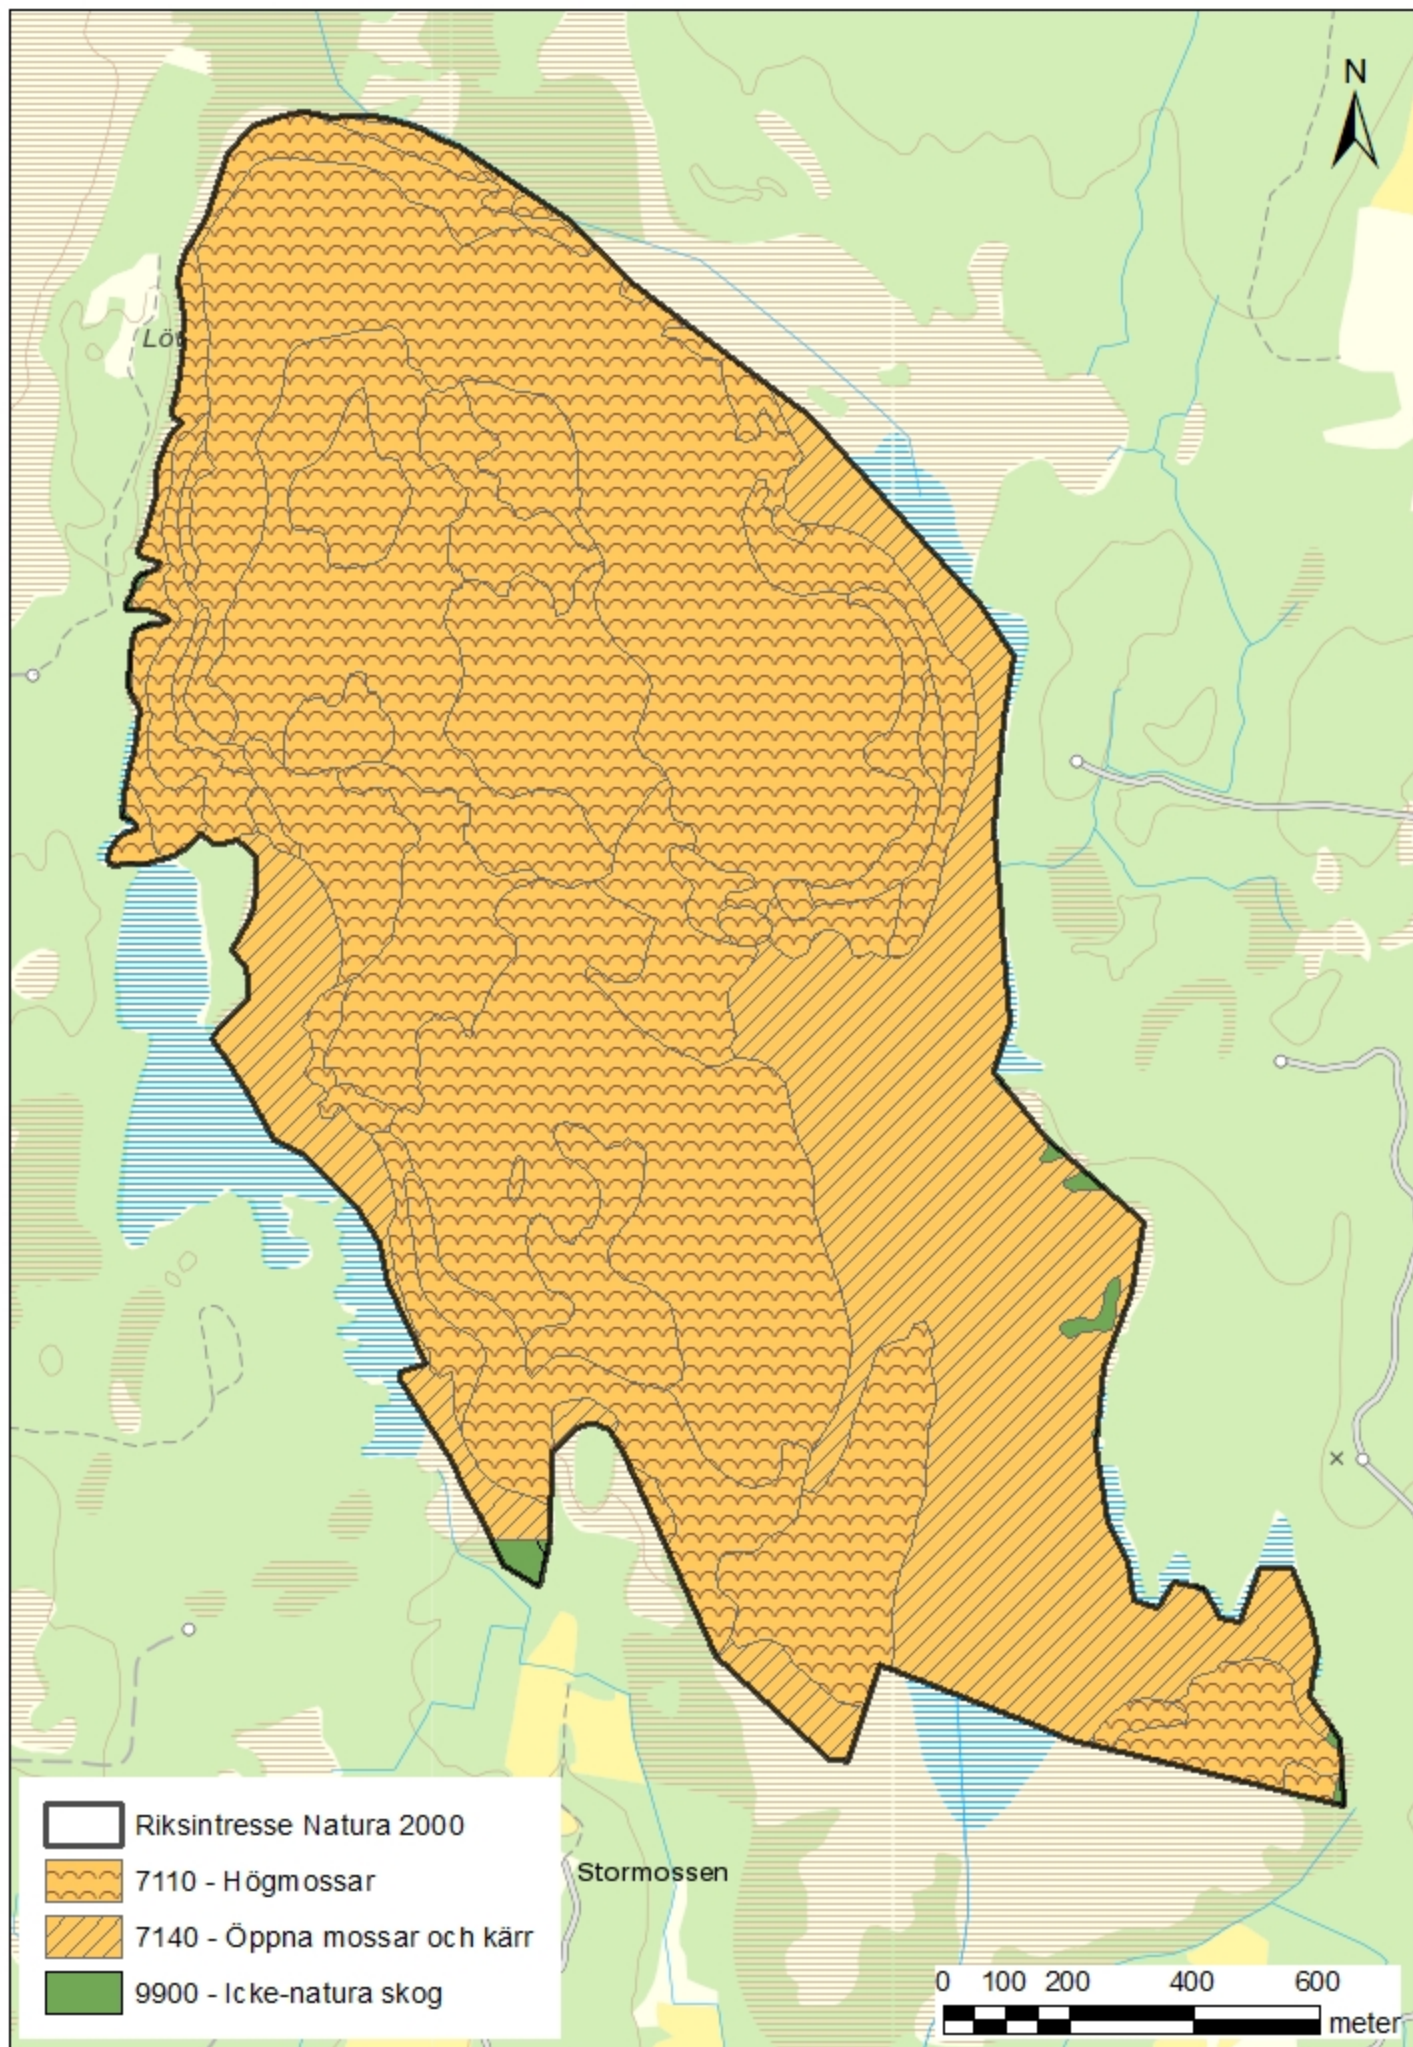 N
Riksintresse Natura 2000
7110 - Högmossar
7140 - Öppna mossar och kärr
9900 - Icke-natura skog
Stormossen
0 100 200 400 600
meter